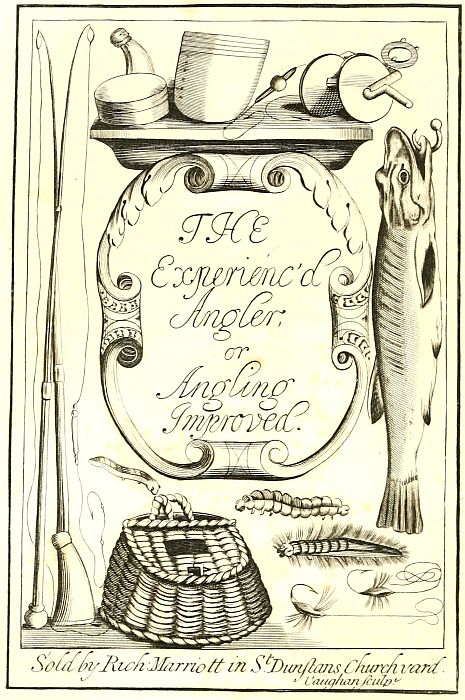 THE
Experienc'd
Angler;
or
Angling
Improved.
Sold by Rich: Marriott in St. Dunstans Churchyard.
Vaughan sculp.